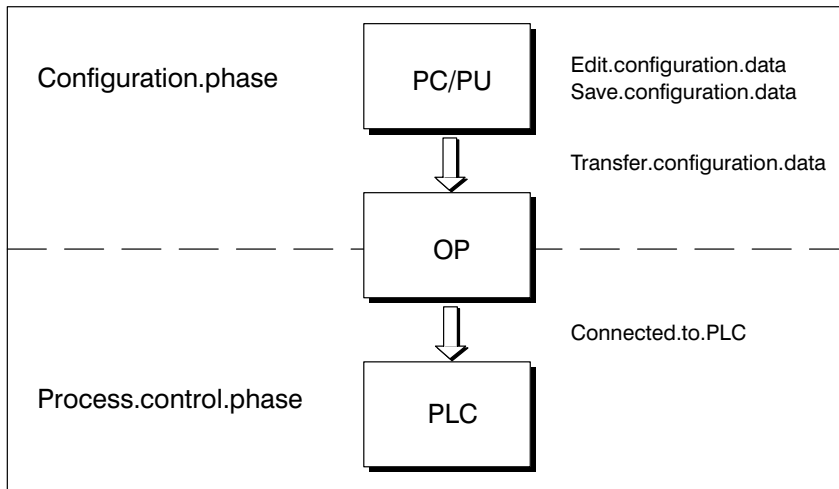 Configuration.phase
PC/PU
Edit.configuration.data
Save.configuration.data
Transfer.configuration.data
OP
Connected.to.PLC
Process.control.phase
PLC